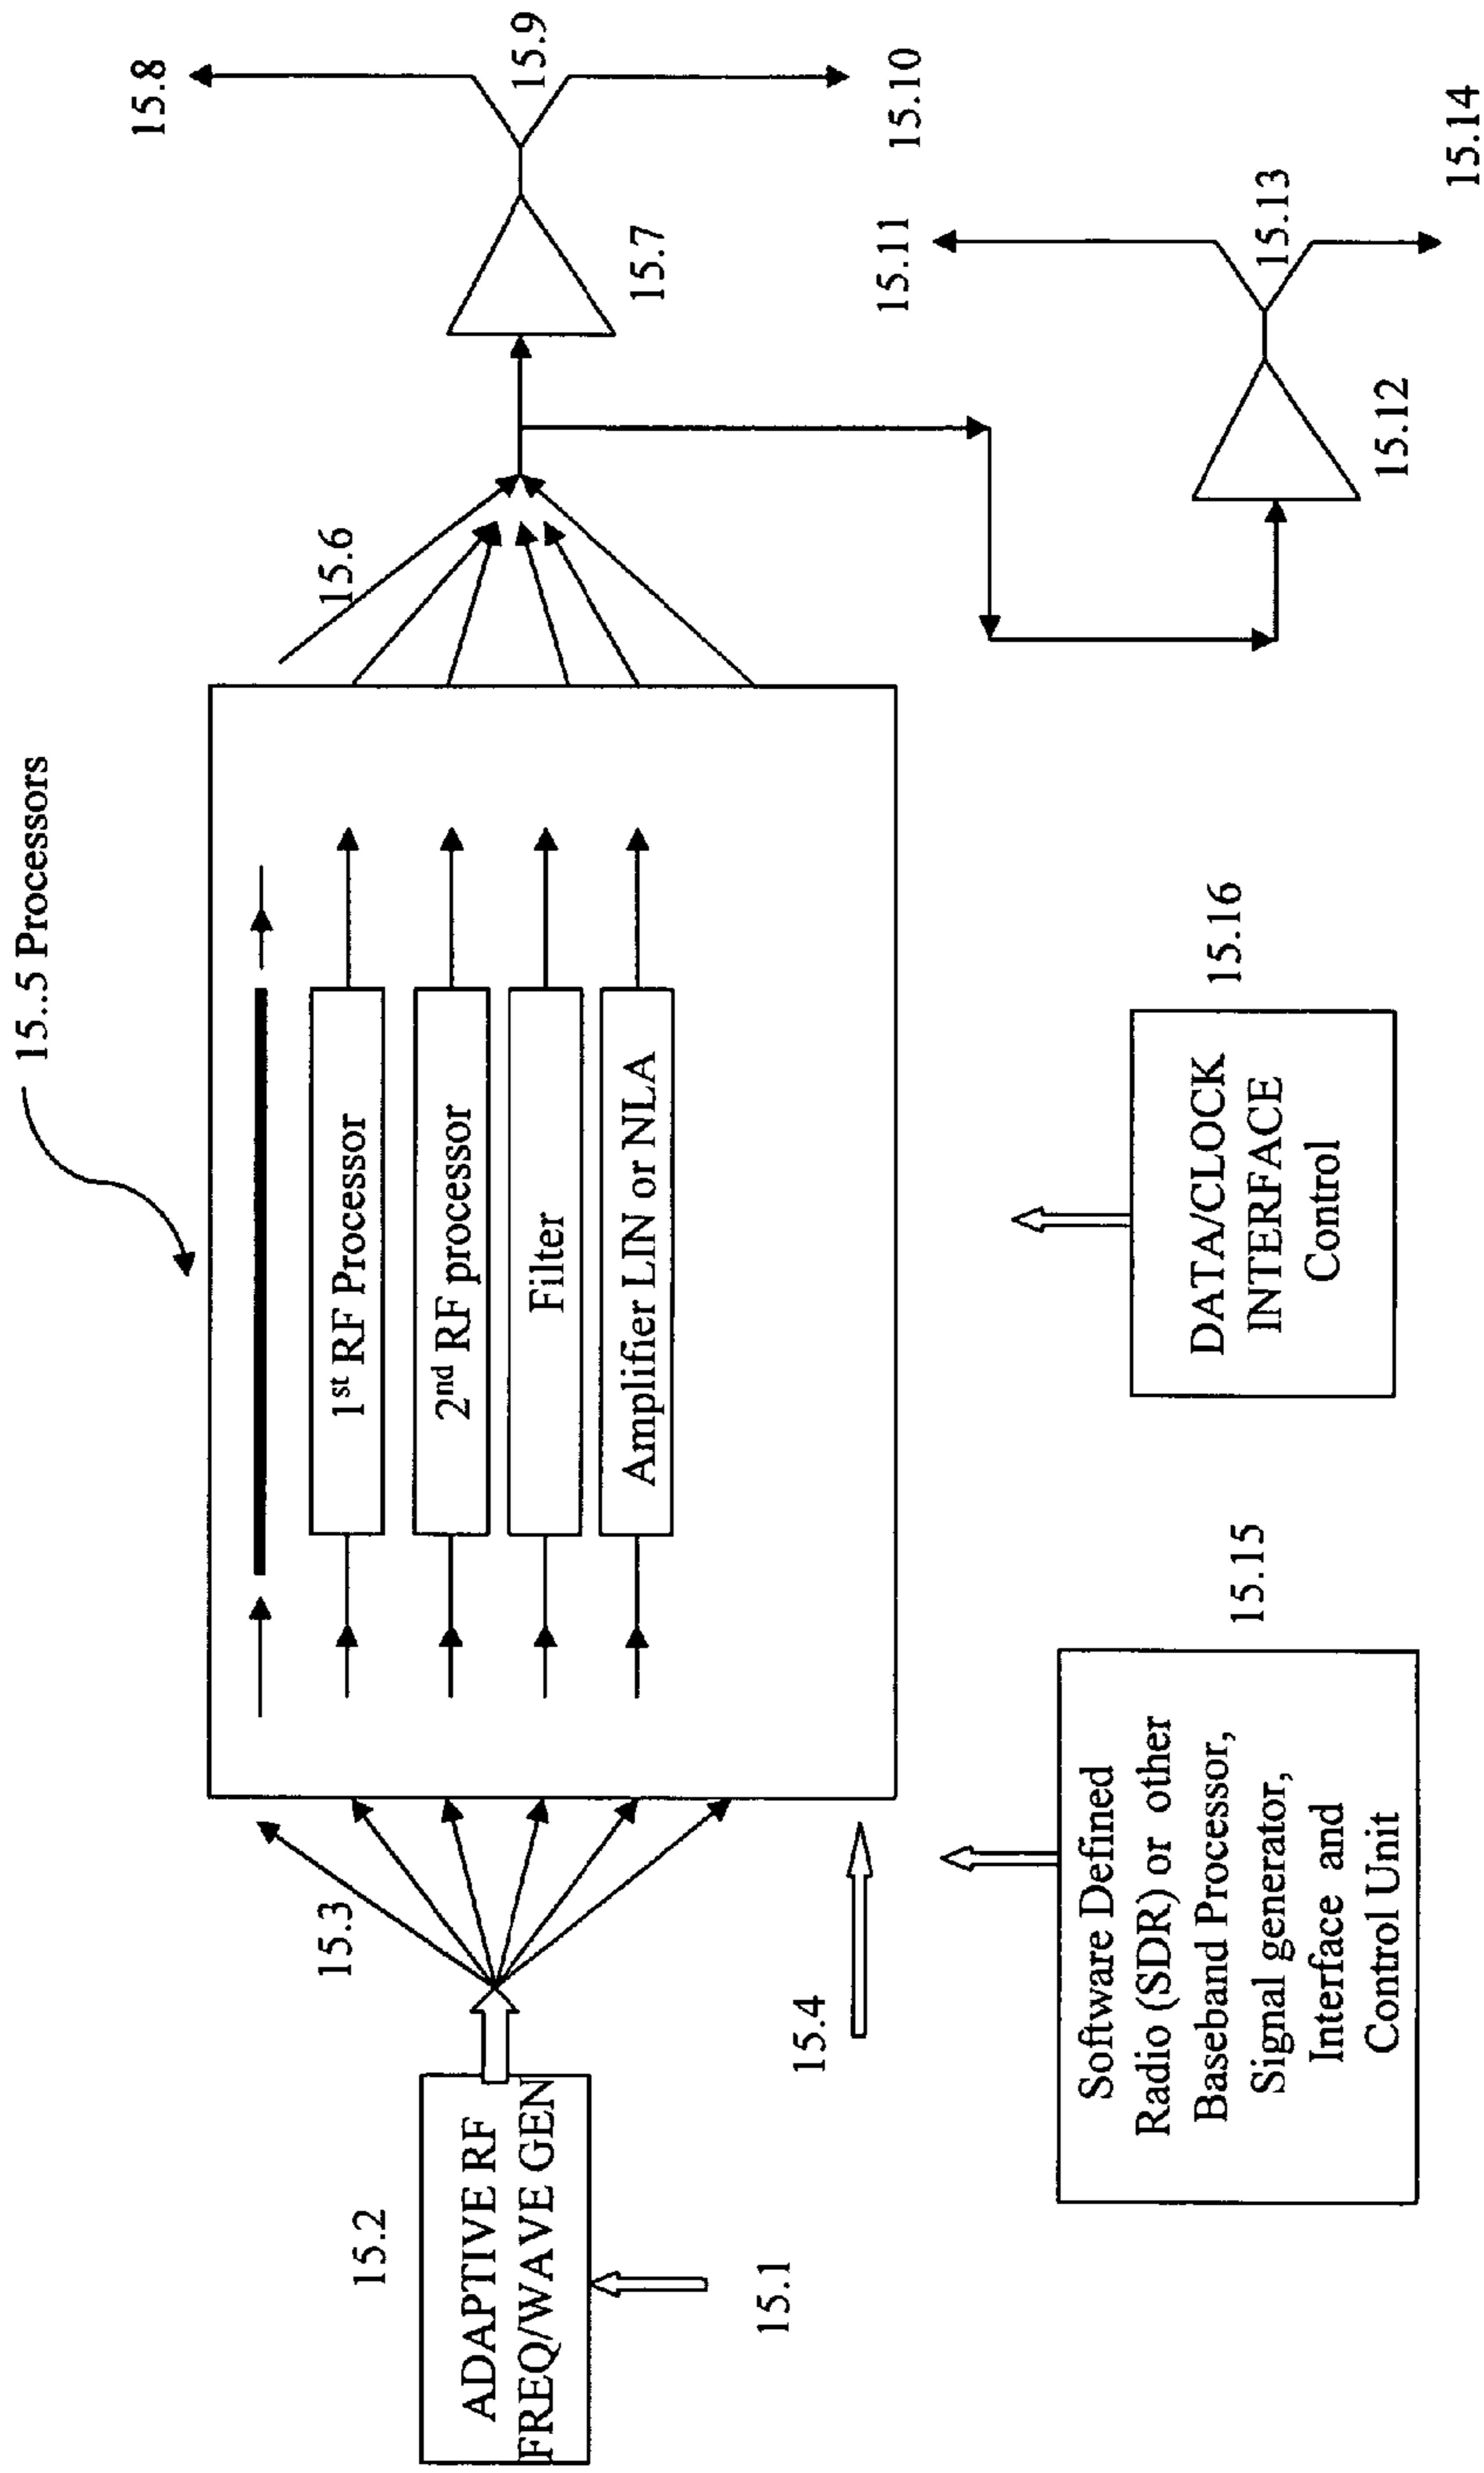 15..5 Processors
15.8
15.9
15.10
15.7
15.6
15.3
15.2
ADAPTIVE RF
FREQ/WAVE GEN
15.1
15.4
1st RF Processor
2nd RF processor
Filter
Amplifier LIN or NLA
15.11
15.13
15.14
15.12
Software Defined
Radio (SDR) or other
Baseband Processor,
Signal generator,
Interface and
Control Unit
15.15
DATA/CLOCK
INTERFACE
Control
15.16